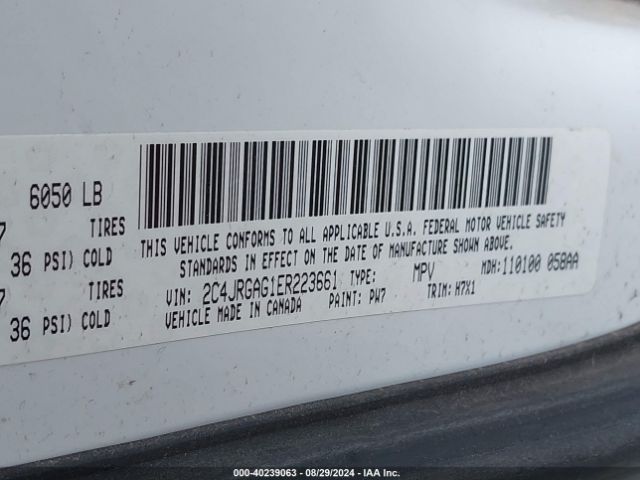 6050 LB
7 TIRES
36 PSI) COLD
7 TIRES
36 PSI) COLD
THIS VEHICLE CONFORMS TO ALL APPLICABLE U.S.A. FEDERAL MOTOR VEHICLE SAFETY
STANDARDS IN EFFECT ON THE DATE OF MANUFACTURE SHOWN ABOVE.
VIN: 2C4JRGAG1ER223661 TYPE: MPV MDH:110100 058AA
VEHICLE MADE IN CANADA PAINT: PW7 TRIM: H7X1
000-40239063 - 08/29/2024 - IAA Inc.